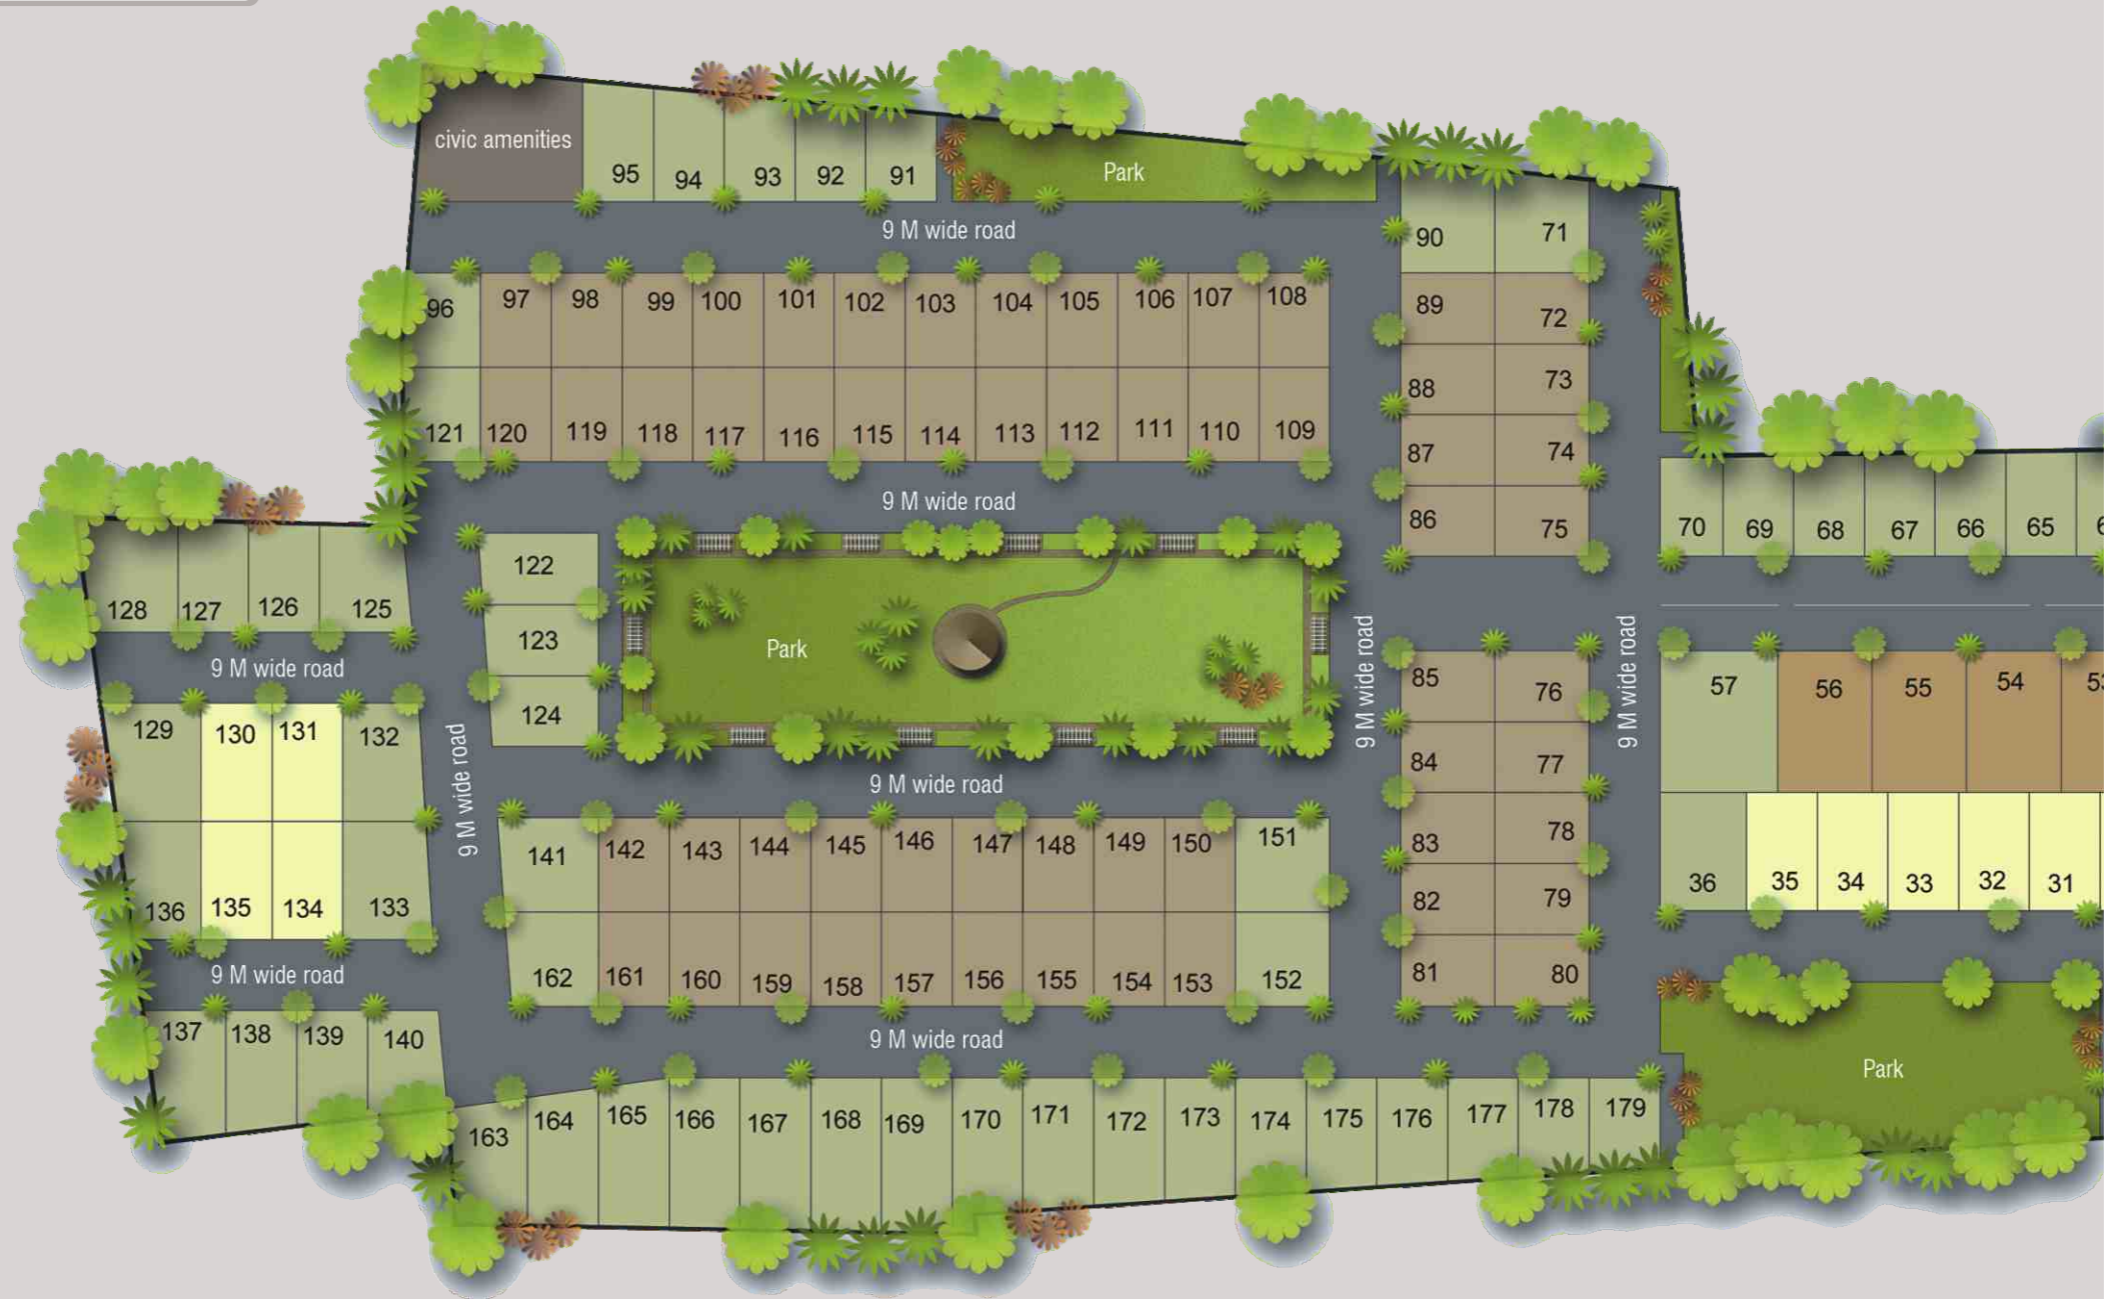 civic amenities
95 94 93 92 91
Park
9 M wide road
90 71
96 97 98 99 100 101 102 103 104 105 106 107 108
89 72
88 73
121 120 119 118 117 116 115 114 113 112 111 110 109
87 74
9 M wide road
86 75
70 69 68 67 66 65
122
128 127 126 125
123
Park
9 M wide road
9 M wide road
9 M wide road
85 76
57 56 55 54
124
129 130 131 132
9 M wide road
84 77
9 M wide road
141 142 143 144 145 146 147 148 149 150 151
83 78
36 35 34 33 32 31
136 135 134 133
82 79
9 M wide road
162 161 160 159 158 157 156 155 154 153 152
81 80
9 M wide road
137 138 139 140
Park
163 164 165 166 167 168 169 170 171 172 173 174 175 176 177 178 179